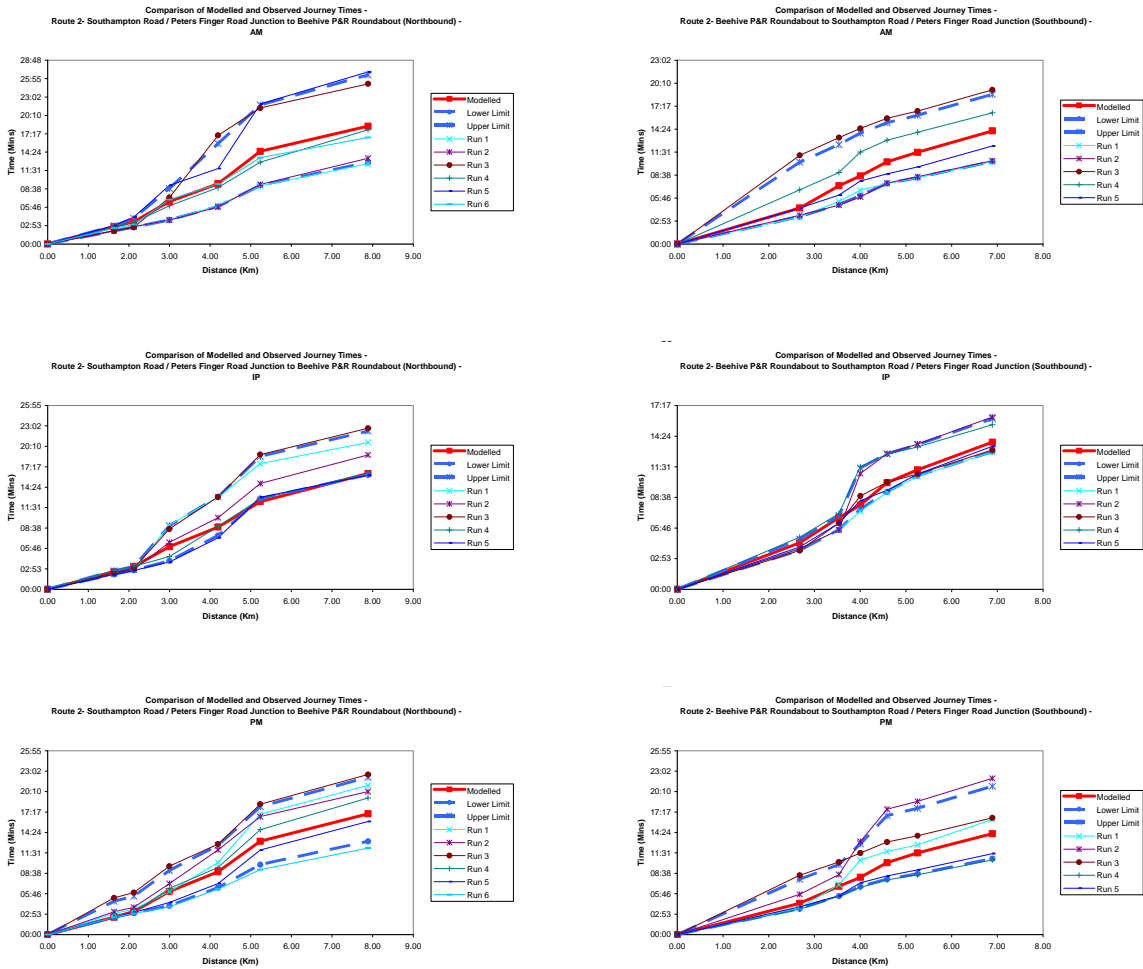 Comparison of Modelled and Observed Journey Times -
Route 2- Southampton Road / Peters Finger Road Junction to Beehive P&R Roundabout (Northbound) -
AM
28:48
25:55
23:02
20:10
17:17
14:24
11:31
08:38
05:46
02:53
00:00
Time (Mins)
0.00 1.00 2.00 3.00 4.00 5.00 6.00 7.00 8.00 9.00
Distance (Km)
Modelled
Lower Limit
Upper Limit
Run 1
Run 2
Run 3
Run 4
Run 5
Run 6
Comparison of Modelled and Observed Journey Times -
Route 2- Beehive P&R Roundabout to Southampton Road / Peters Finger Road Junction (Southbound) -
AM
23:02
20:10
17:17
14:24
11:31
08:38
05:46
02:53
00:00
Time (Mins)
0.00 1.00 2.00 3.00 4.00 5.00 6.00 7.00 8.00
Distance (Km)
Modelled
Lower Limit
Upper Limit
Run 1
Run 2
Run 3
Run 4
Run 5
Comparison of Modelled and Observed Journey Times -
Route 2- Southampton Road / Peters Finger Road Junction to Beehive P&R Roundabout (Northbound) -
IP
25:55
23:02
20:10
17:17
14:24
11:31
08:38
05:46
02:53
00:00
Time (Mins)
0.00 1.00 2.00 3.00 4.00 5.00 6.00 7.00 8.00 9.00
Distance (Km)
Modelled
Lower Limit
Upper Limit
Run 1
Run 2
Run 3
Run 4
Run 5
Comparison of Modelled and Observed Journey Times -
Route 2- Beehive P&R Roundabout to Southampton Road / Peters Finger Road Junction (Southbound) -
IP
17:17
14:24
11:31
08:38
05:46
02:53
00:00
Time (Mins)
0.00 1.00 2.00 3.00 4.00 5.00 6.00 7.00 8.00
Distance (Km)
Modelled
Lower Limit
Upper Limit
Run 1
Run 2
Run 3
Run 4
Run 5
Comparison of Modelled and Observed Journey Times -
Route 2- Southampton Road / Peters Finger Road Junction to Beehive P&R Roundabout (Northbound) -
PM
25:55
23:02
20:10
17:17
14:24
11:31
08:38
05:46
02:53
00:00
Time (Mins)
0.00 1.00 2.00 3.00 4.00 5.00 6.00 7.00 8.00 9.00
Distance (Km)
Modelled
Lower Limit
Upper Limit
Run 1
Run 2
Run 3
Run 4
Run 5
Run 6
Comparison of Modelled and Observed Journey Times -
Route 2- Beehive P&R Roundabout to Southampton Road / Peters Finger Road Junction (Southbound) -
PM
25:55
23:02
20:10
17:17
14:24
11:31
08:38
05:46
02:53
00:00
Time (Mins)
0.00 1.00 2.00 3.00 4.00 5.00 6.00 7.00 8.00
Distance (Km)
Modelled
Lower Limit
Upper Limit
Run 1
Run 2
Run 3
Run 4
Run 5